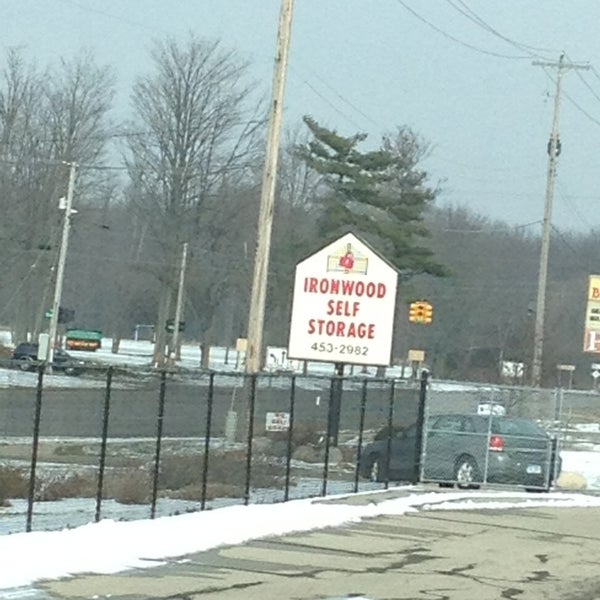 IRONWOOD
SELF
STORAGE
453-2982